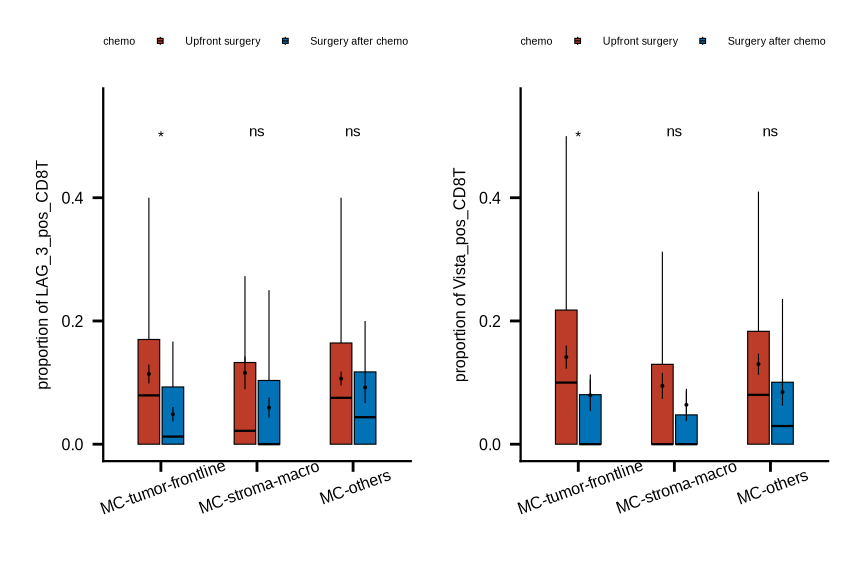 chemo Upfront surgery Surgery after chemo
proportion of LAG_3_pos_CD8T
0.4
0.2
0.0
* ns ns
MC-tumor-frontline
MC-stroma-macro
MC-others
chemo Upfront surgery Surgery after chemo
proportion of Vista_pos_CD8T
0.4
0.2
0.0
* ns ns
MC-tumor-frontline
MC-stroma-macro
MC-others